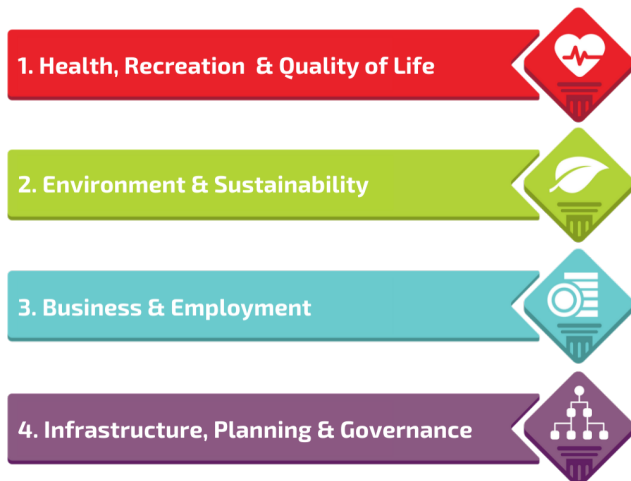 1. Health, Recreation & Quality of Life
2. Environment & Sustainability
3. Business & Employment
4. Infrastructure, Planning & Governance